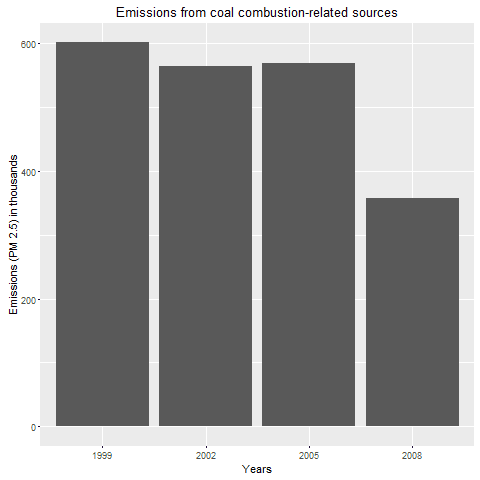 Emissions from coal combustion-related sources
Emissions (PM 2.5) in thousands
600
400
200
0
1999 2002 2005 2008
Years